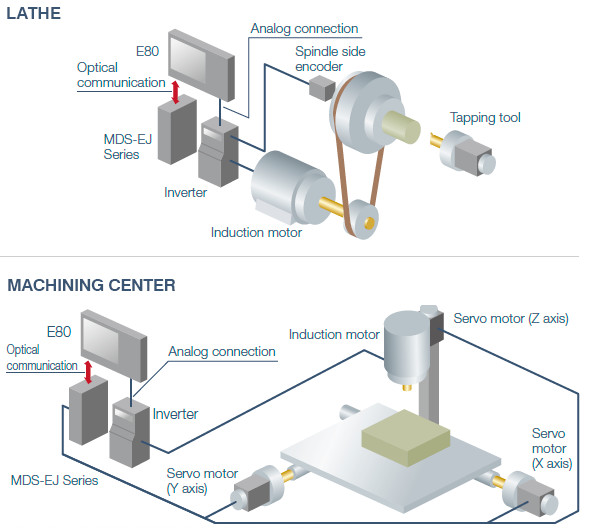 LATHE
Analog connection
E80
Spindle side
encoder
Optical
communication
Tapping tool
MDS-EJ
Series
Inverter
Induction motor
MACHINING CENTER
Servo motor (Z axis)
E80
Induction motor
Optical
communication
Analog connection
Inverter
Servo
motor
(X axis)
Servo motor
(Y axis)
MDS-EJ Series